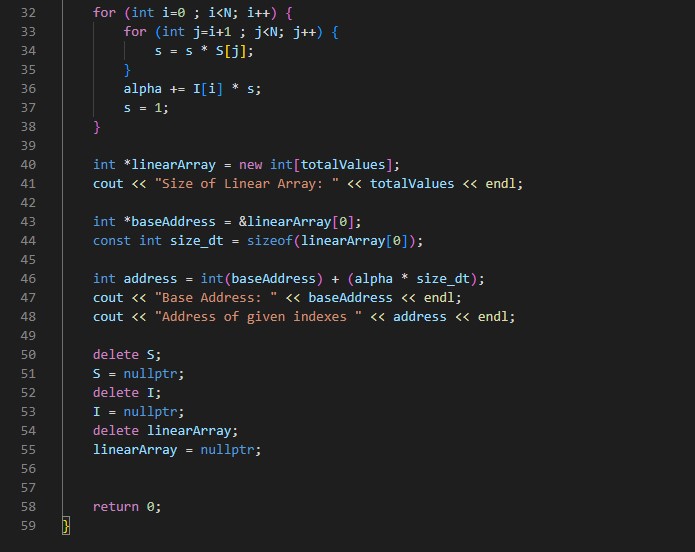 32 for (int i=0 ; i<N; i++) {
33 for (int j=i+1 ; j<N; j++) {
34 s = s * S[j];
35 }
36 alpha += I[i] * s;
37 s = 1;
38 }
39
40 int *linearArray = new int[totalValues];
41 cout << "Size of Linear Array: " << totalValues << endl;
42
43 int *baseAddress = &linearArray[0];
44 const int size_dt = sizeof(linearArray[0]);
45
46 int address = int(baseAddress) + (alpha * size_dt);
47 cout << "Base Address: " << baseAddress << endl;
48 cout << "Address of given indexes " << address << endl;
49
50 delete S;
51 S = nullptr;
52 delete I;
53 I = nullptr;
54 delete linearArray;
55 linearArray = nullptr;
56
57
58 return 0;
59 }